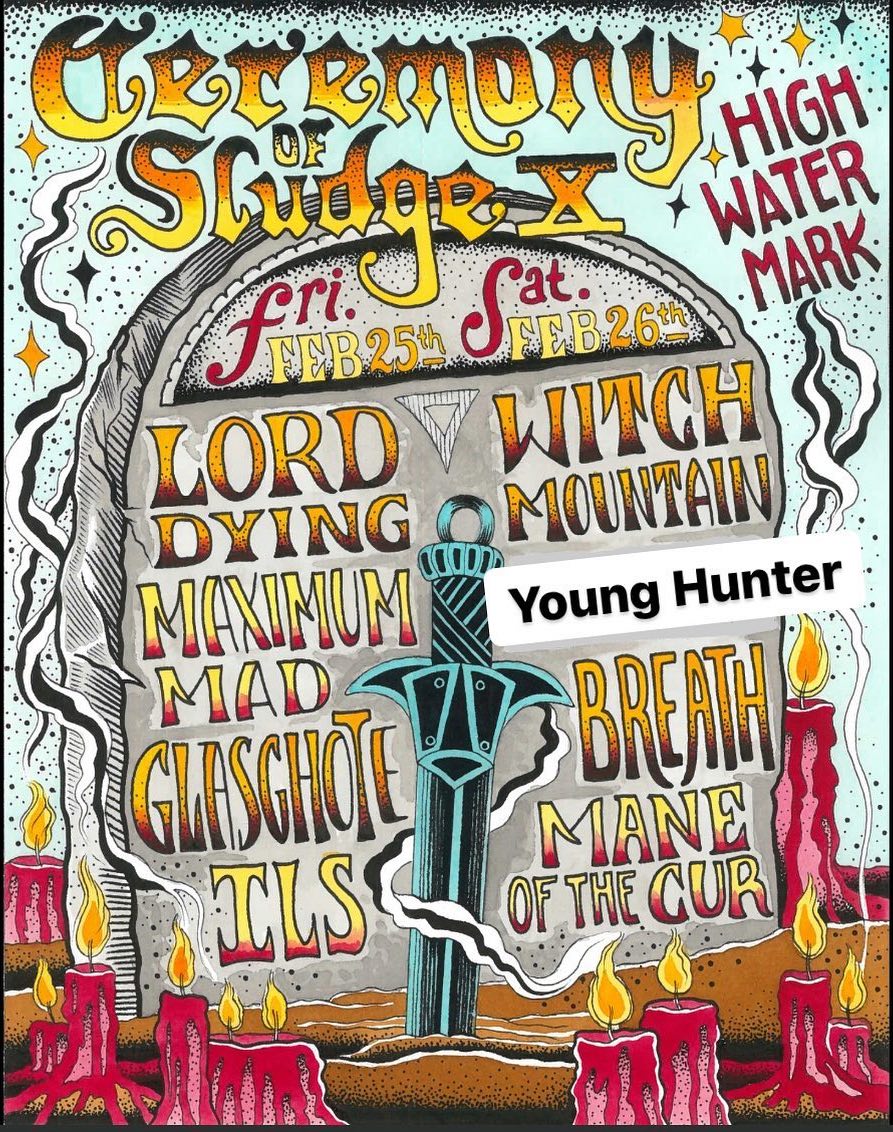 Ceremony
OF
Sludge X
HIGH
WATER
MARK
Fri.
FEB 25th
Sat.
FEB 26th
LORD
DYING
MAXIMUM
MAD
GLASGHOTE
ILS
WITCH
MOUNTAIN
Young Hunter
BREATH
MANE
OF THE CUR